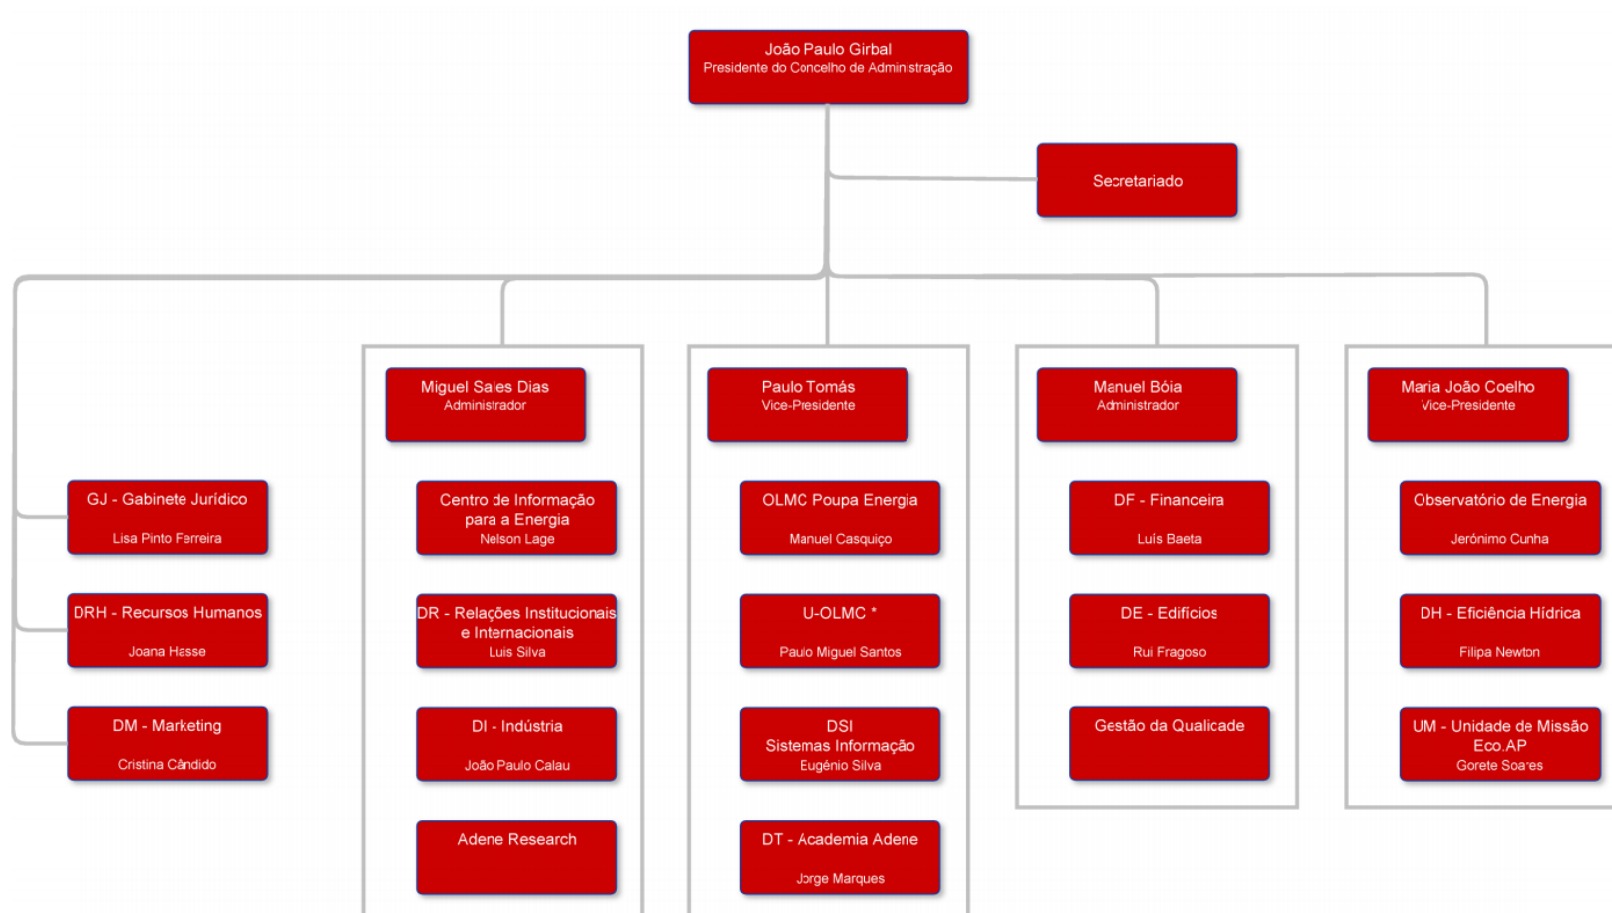 João Paulo Girbal
Presidente do Concelho de Administração
Secretariado
Miguel Sales Dias
Administrador
Paulo Tomás
Vice-Presidente
Manuel Bóia
Administrador
Maria João Coelho
Vice-Presidente
GJ - Gabinete Jurídico
Lisa Pinto Ferreira
DRH - Recursos Humanos
Joana Hasse
DM - Marketing
Cristina Cândido
Centro de Informação
para a Energia
Nelson Lage
DR - Relações Institucionais
e Internacionais
Luis Silva
DI - Indústria
João Paulo Calau
Adene Research
OLMC Poupa Energia
Manuel Casquiço
U-OLMC *
Paulo Miguel Santos
DSI
Sistemas Informação
Eugénio Silva
DT - Academia Adene
Jorge Marques
DF - Financeira
Luís Baeta
DE - Edifícios
Rui Fragoso
Gestão da Qualicade
Observatório de Energia
Jerónimo Cunha
DH - Eficiência Hídrica
Filipa Newton
UM - Unidade de Missão
Eco.AP
Gorete Soares